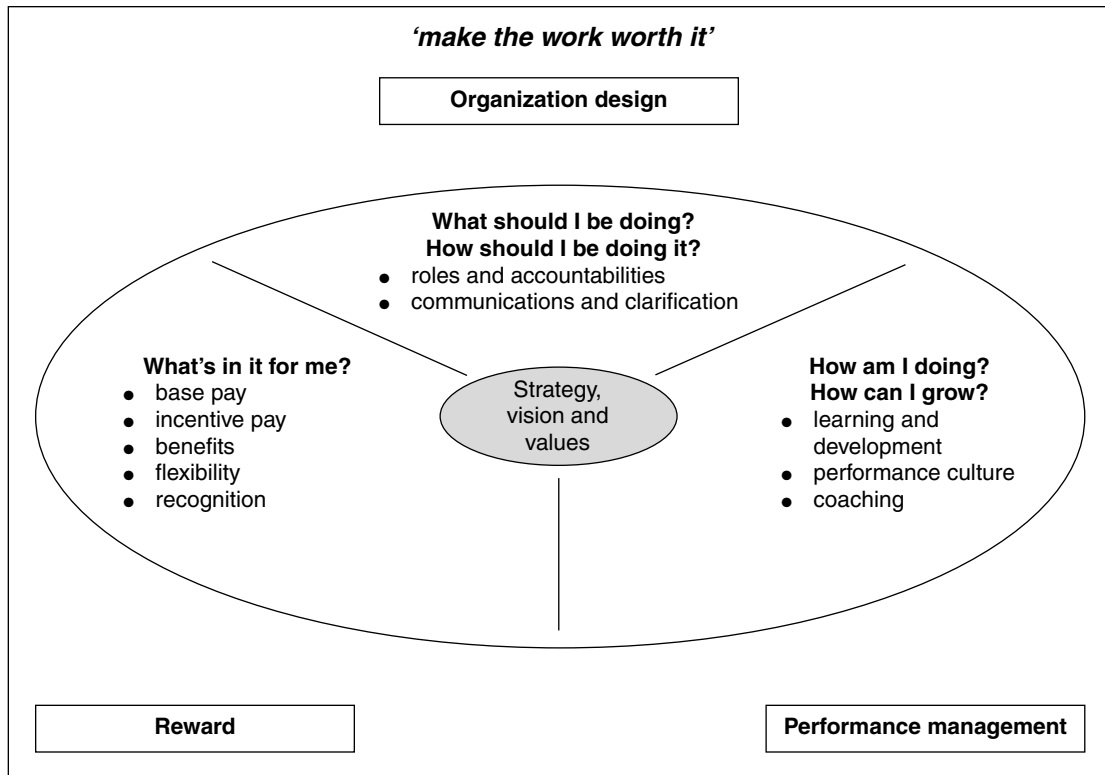 ‘make the work worth it’
Organization design
What should I be doing?
How should I be doing it?
● roles and accountabilities
● communications and clarification
What’s in it for me?
● base pay
● incentive pay
● benefits
● flexibility
● recognition
Strategy,
vision and
values
How am I doing?
How can I grow?
● learning and
development
● performance culture
● coaching
Reward
Performance management